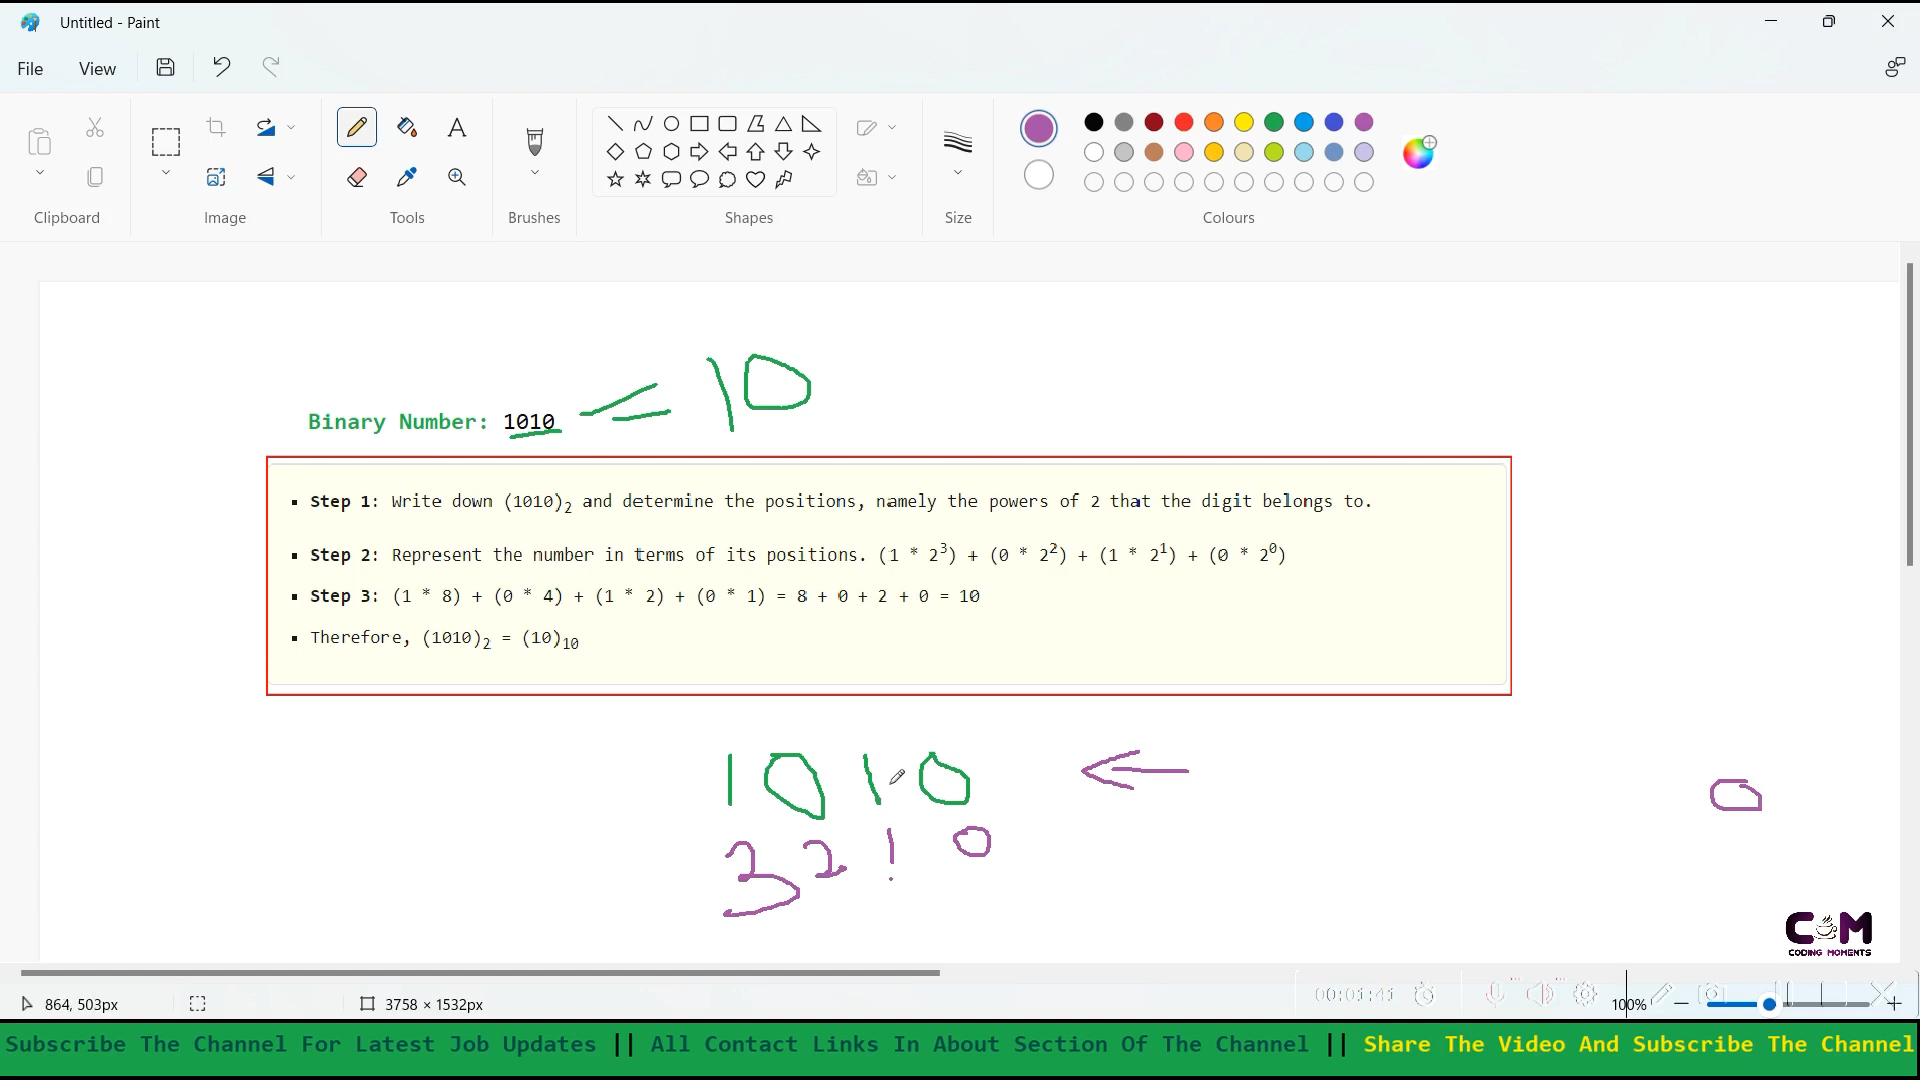 Untitled - Paint
File View
Clipboard Image Tools Brushes Shapes Size Colours
A
10
Binary Number: 1010 =
Step 1: Write down (1010)₂ and determine the positions, namely the powers of 2 that the digit belongs to.
Step 2: Represent the number in terms of its positions. (1 * 2³) + (0 * 2²) + (1 * 2¹) + (0 * 2⁰)
Step 3: (1 * 8) + (0 * 4) + (1 * 2) + (0 * 1) = 8 + 0 + 2 + 0 = 10
Therefore, (1010)₂ = (10)₁₀
1 0 1 0
3 2 1 0
COM
CODING MOMENTS
864, 503px 3758 × 1532px 00:01:41 100%
Subscribe The Channel For Latest Job Updates || All Contact Links In About Section Of The Channel || Share The Video And Subscribe The Channel